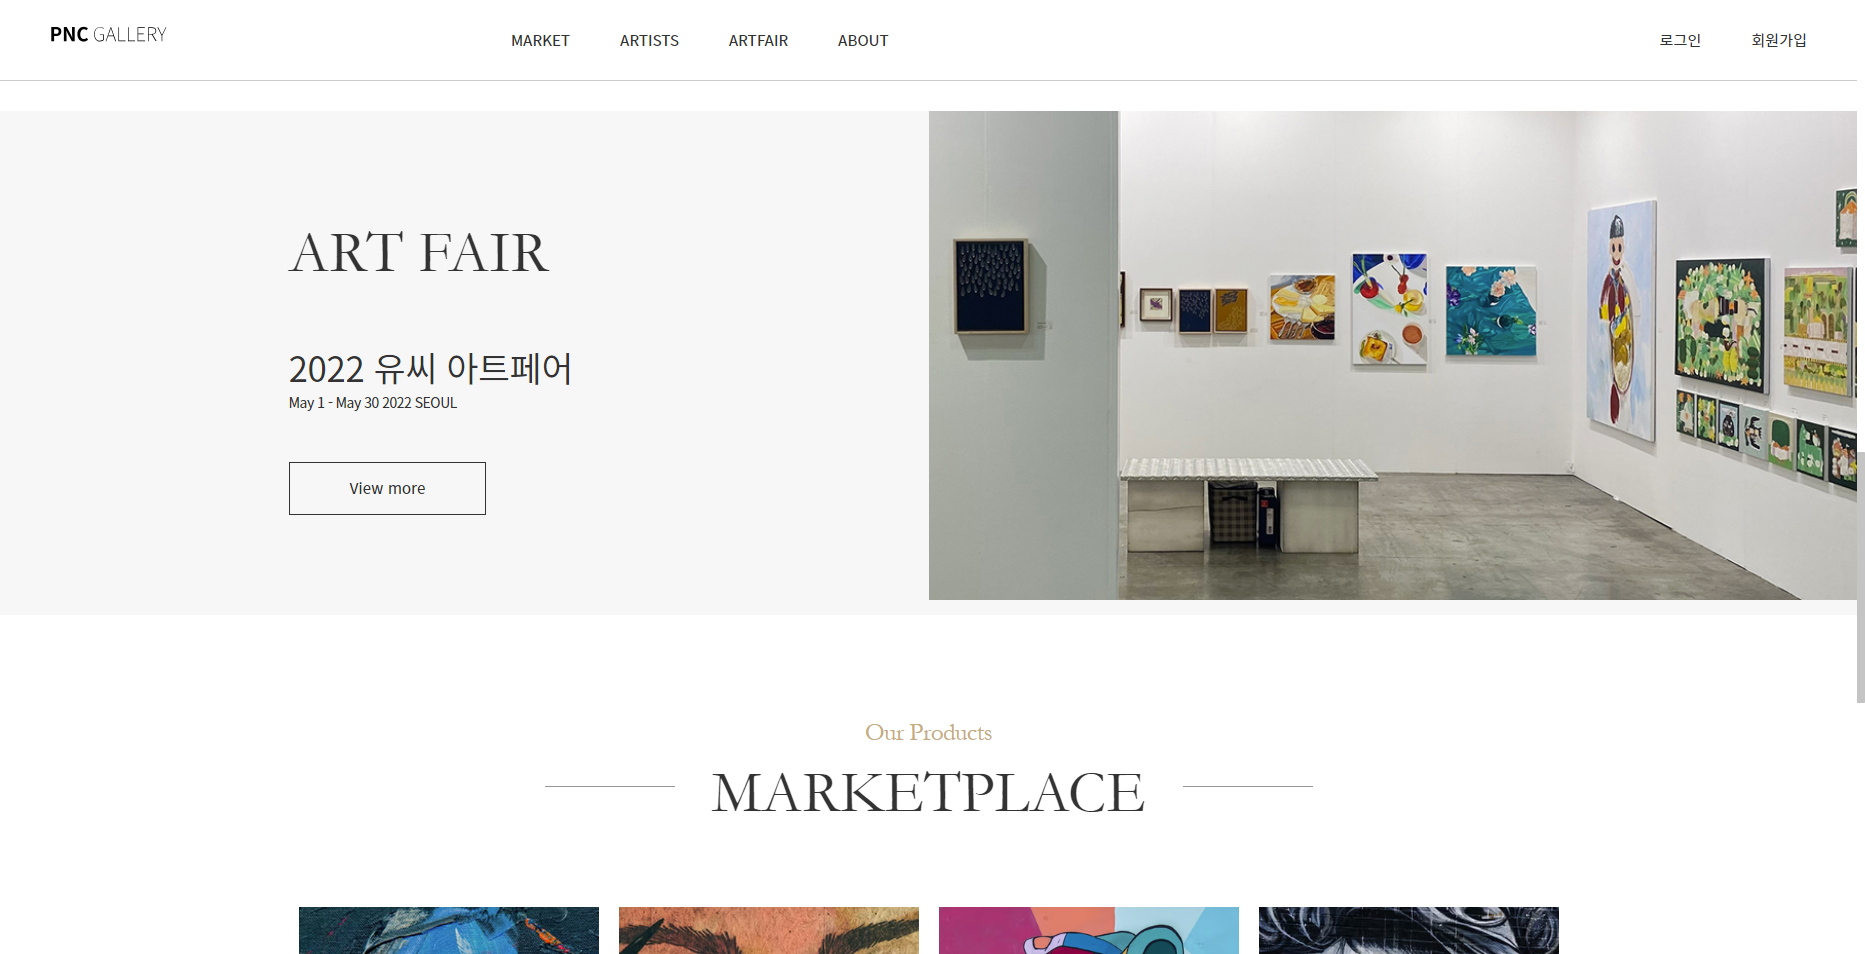 PNC GALLERY
MARKET ARTISTS ARTFAIR ABOUT
로그인 회원가입
ART FAIR
2022 유씨 아트페어
May 1 - May 30 2022 SEOUL
View more
Our Products
MARKETPLACE